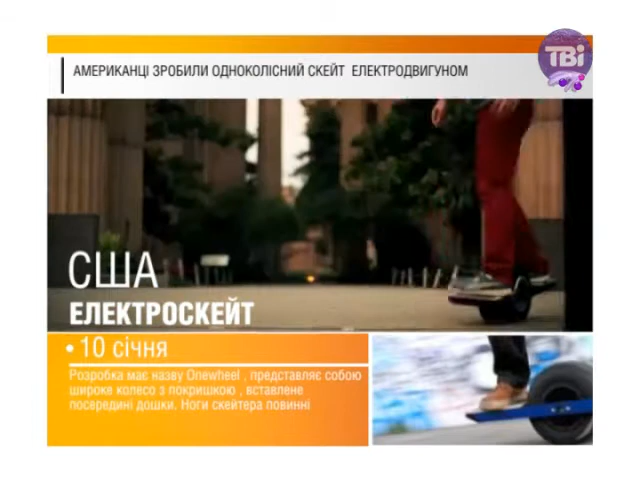 ТВі
АМЕРИКАНЦІ ЗРОБИЛИ ОДНОКОЛІСНИЙ СКЕЙТ ЕЛЕКТРОДВИГУНОМ
США
ЕЛЕКТРОСКЕЙТ
• 10 січня
Розробка має назву Onewheel , представляє собою
широке колесо з покришкою , вставлене
посередині дошки. Ноги скейтера повинні